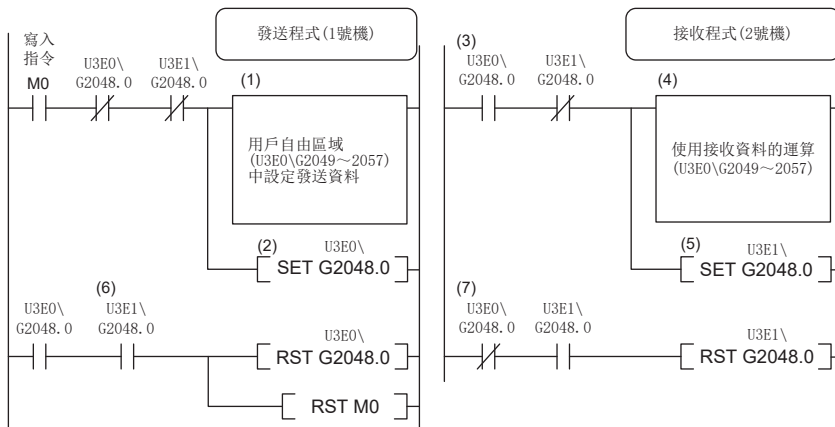 發送程式(1號機)
寫入
指令
M0
U3E0\
G2048.0
U3E1\
G2048.0
(1)
用戶自由區域
(U3E0\G2049～2057)
中設定發送資料
(2)
U3E0\
SET G2048.0
(6)
U3E0\
G2048.0
U3E1\
G2048.0
U3E0\
RST G2048.0
RST M0
接收程式(2號機)
(3)
U3E0\
G2048.0
U3E1\
G2048.0
(4)
使用接收資料的運算
(U3E0\G2049～2057)
(5)
U3E1\
SET G2048.0
(7)
U3E0\
G2048.0
U3E1\
G2048.0
U3E1\
RST G2048.0